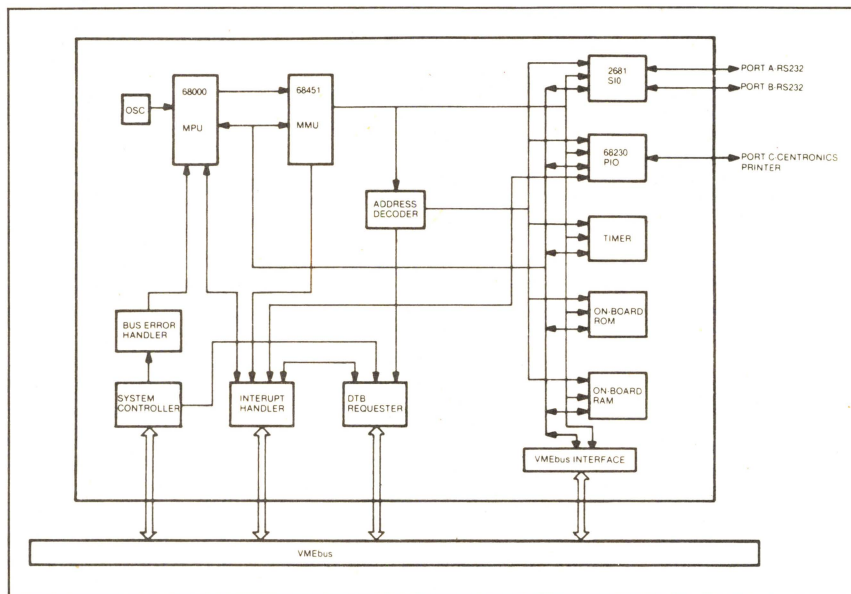 OSC
68000
MPU
68451
MMU
2681
SI0
PORT A-RS232
PORT B-RS232
68230
PIO
PORT C CENTRONICS
PRINTER
ADDRESS
DECODER
TIMER
ON-BOARD
ROM
BUS ERROR
HANDLER
SYSTEM
CONTROLLER
INTERUPT
HANDLER
DTB
REQUESTER
ON-BOARD
RAM
VMEbus INTERFACE
VMEbus